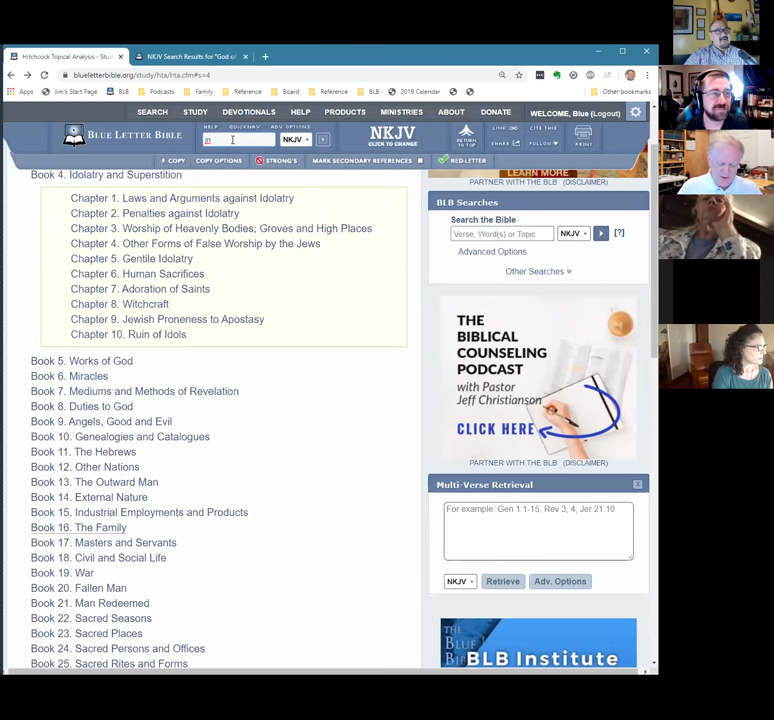 Hitchcock Topical Analysis - Stud
NKJV Search Results for "God of
blueletterbible.org/study/hta/hta.cfm#s=4
Apps
Jim's Start Page
BLB
Podcasts
Family
Reference
Board
Reference
BLB
2019 Calendar
Other bookmarks
SEARCH STUDY DEVOTIONALS HELP PRODUCTS MINISTRIES ABOUT DONATE WELCOME, Blue (Logout)
BLUE LETTER BIBLE
HELP QUICKNAV ADV. OPTIONS
in
NKJV
NKJV
CLICK TO CHANGE
RETURN
TO TOP
LINK
CITE THIS
SHARE
FOLLOW
PRINT
COPY COPY OPTIONS STRONG'S MARK SECONDARY REFERENCES RED-LETTER
Book 4. Idolatry and Superstition
Chapter 1. Laws and Arguments against Idolatry
Chapter 2. Penalties against Idolatry
Chapter 3. Worship of Heavenly Bodies; Groves and High Places
Chapter 4. Other Forms of False Worship by the Jews
Chapter 5. Gentile Idolatry
Chapter 6. Human Sacrifices
Chapter 7. Adoration of Saints
Chapter 8. Witchcraft
Chapter 9. Jewish Proneness to Apostasy
Chapter 10. Ruin of Idols
Book 5. Works of God
Book 6. Miracles
Book 7. Mediums and Methods of Revelation
Book 8. Duties to God
Book 9. Angels, Good and Evil
Book 10. Genealogies and Catalogues
Book 11. The Hebrews
Book 12. Other Nations
Book 13. The Outward Man
Book 14. External Nature
Book 15. Industrial Employments and Products
Book 16. The Family
Book 17. Masters and Servants
Book 18. Civil and Social Life
Book 19. War
Book 20. Fallen Man
Book 21. Man Redeemed
Book 22. Sacred Seasons
Book 23. Sacred Places
Book 24. Sacred Persons and Offices
Book 25. Sacred Rites and Forms
LEARN MORE
PARTNER WITH THE BLB (DISCLAIMER)
BLB Searches
Search the Bible
Verse, Word(s) or Topic
NKJV
[?]
Advanced Options
Other Searches
THE
BIBLICAL
COUNSELING
PODCAST
with Pastor
Jeff Christianson
CLICK HERE
PARTNER WITH THE BLB (DISCLAIMER)
Multi-Verse Retrieval
x
For example: Gen 1:1-15, Rev 3; 4; Jer 21:10
NKJV
Retrieve
Adv. Options
BLB Institute